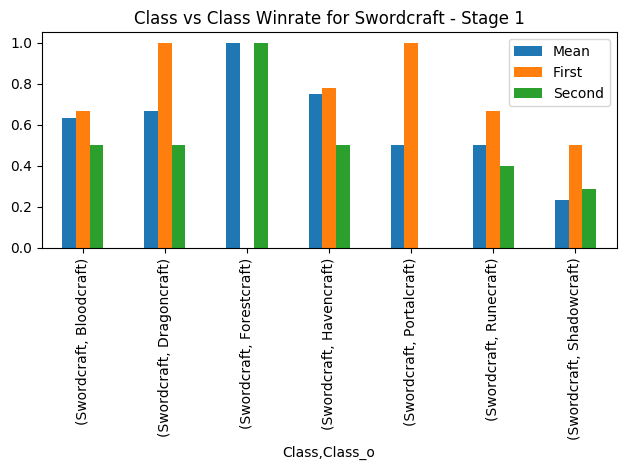 Class vs Class Winrate for Swordcraft - Stage 1
1.0
0.8
0.6
0.4
0.2
0.0
Mean
First
Second
(Swordcraft, Bloodcraft)
(Swordcraft, Dragoncraft)
(Swordcraft, Forestcraft)
(Swordcraft, Havencraft)
(Swordcraft, Portalcraft)
(Swordcraft, Runecraft)
(Swordcraft, Shadowcraft)
Class,Class_o